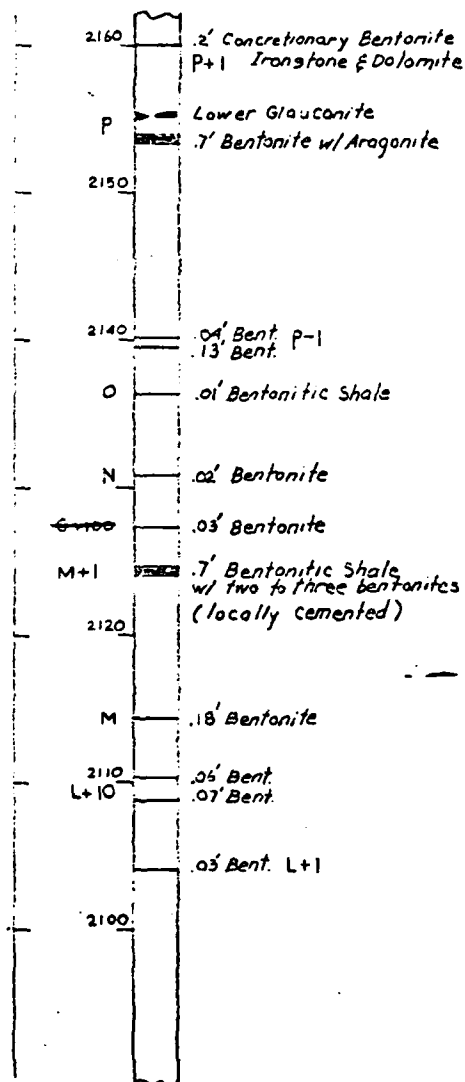 2160 .2' Concretionary Bentonite
P+1 Ironstone & Dolomite
Lower Glauconite
P
.7' Bentonite w/ Aragonite
2150
2140 .04' Bent. P-1
.13' Bent.
O .01' Bentonitic Shale
N .02' Bentonite
.03' Bentonite
M+1 .7' Bentonitic Shale
w/ two to three bentonites
(locally cemented)
2120
M .18' Bentonite
2110 .05' Bent.
L+10 .07' Bent.
.03' Bent. L+1
2100